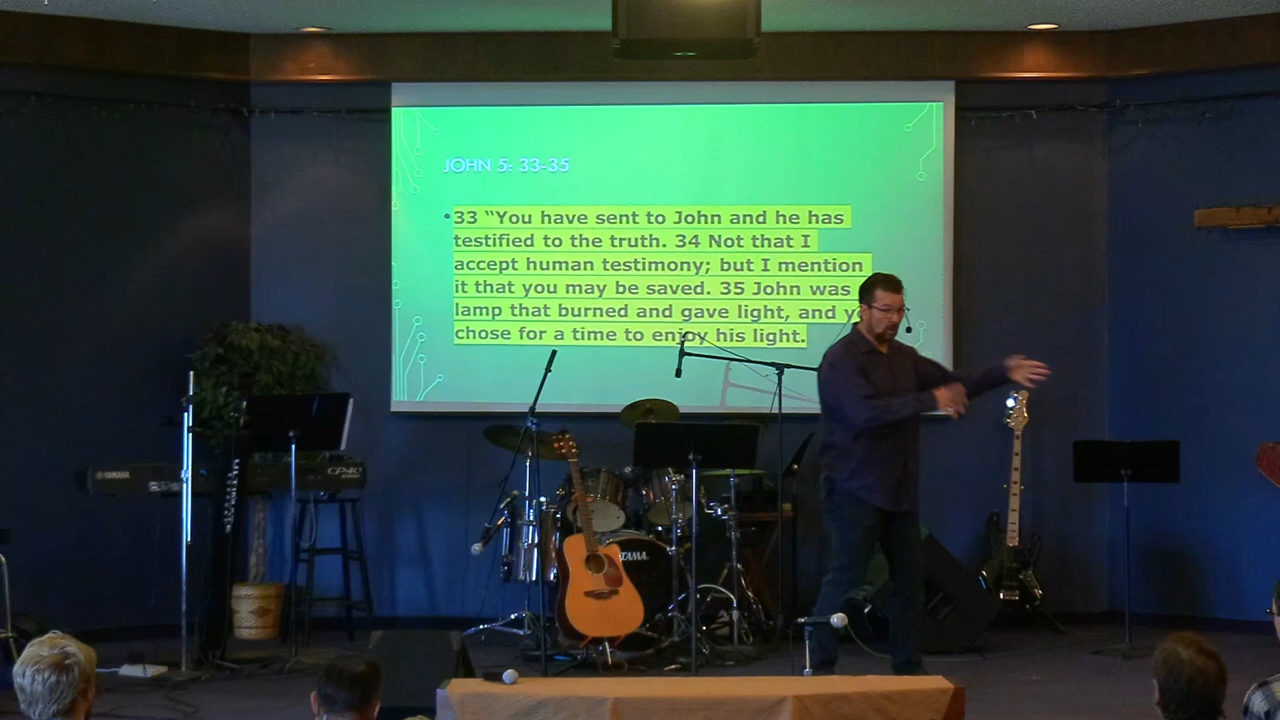 JOHN 5: 33-35
•33 “You have sent to John and he has
testified to the truth. 34 Not that I
accept human testimony; but I mention
it that you may be saved. 35 John was
lamp that burned and gave light, and
chose for a time to enjoy his light.
YAMAHA
CP40
TAMA